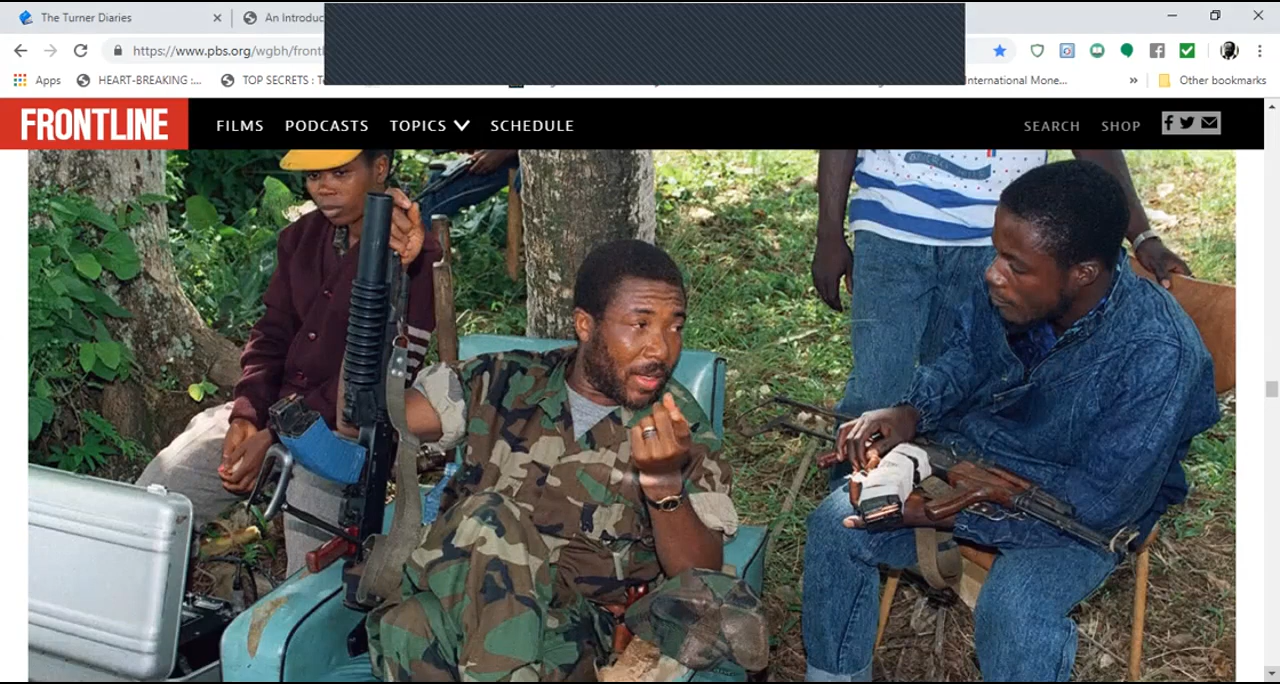 The Turner Diaries
An Introduc
https://www.pbs.org/wgbh/frontl
Apps
HEART-BREAKING :...
TOP SECRETS : T
International Mone...
»
Other bookmarks
FRONTLINE
FILMS
PODCASTS
TOPICS
SCHEDULE
SEARCH
SHOP